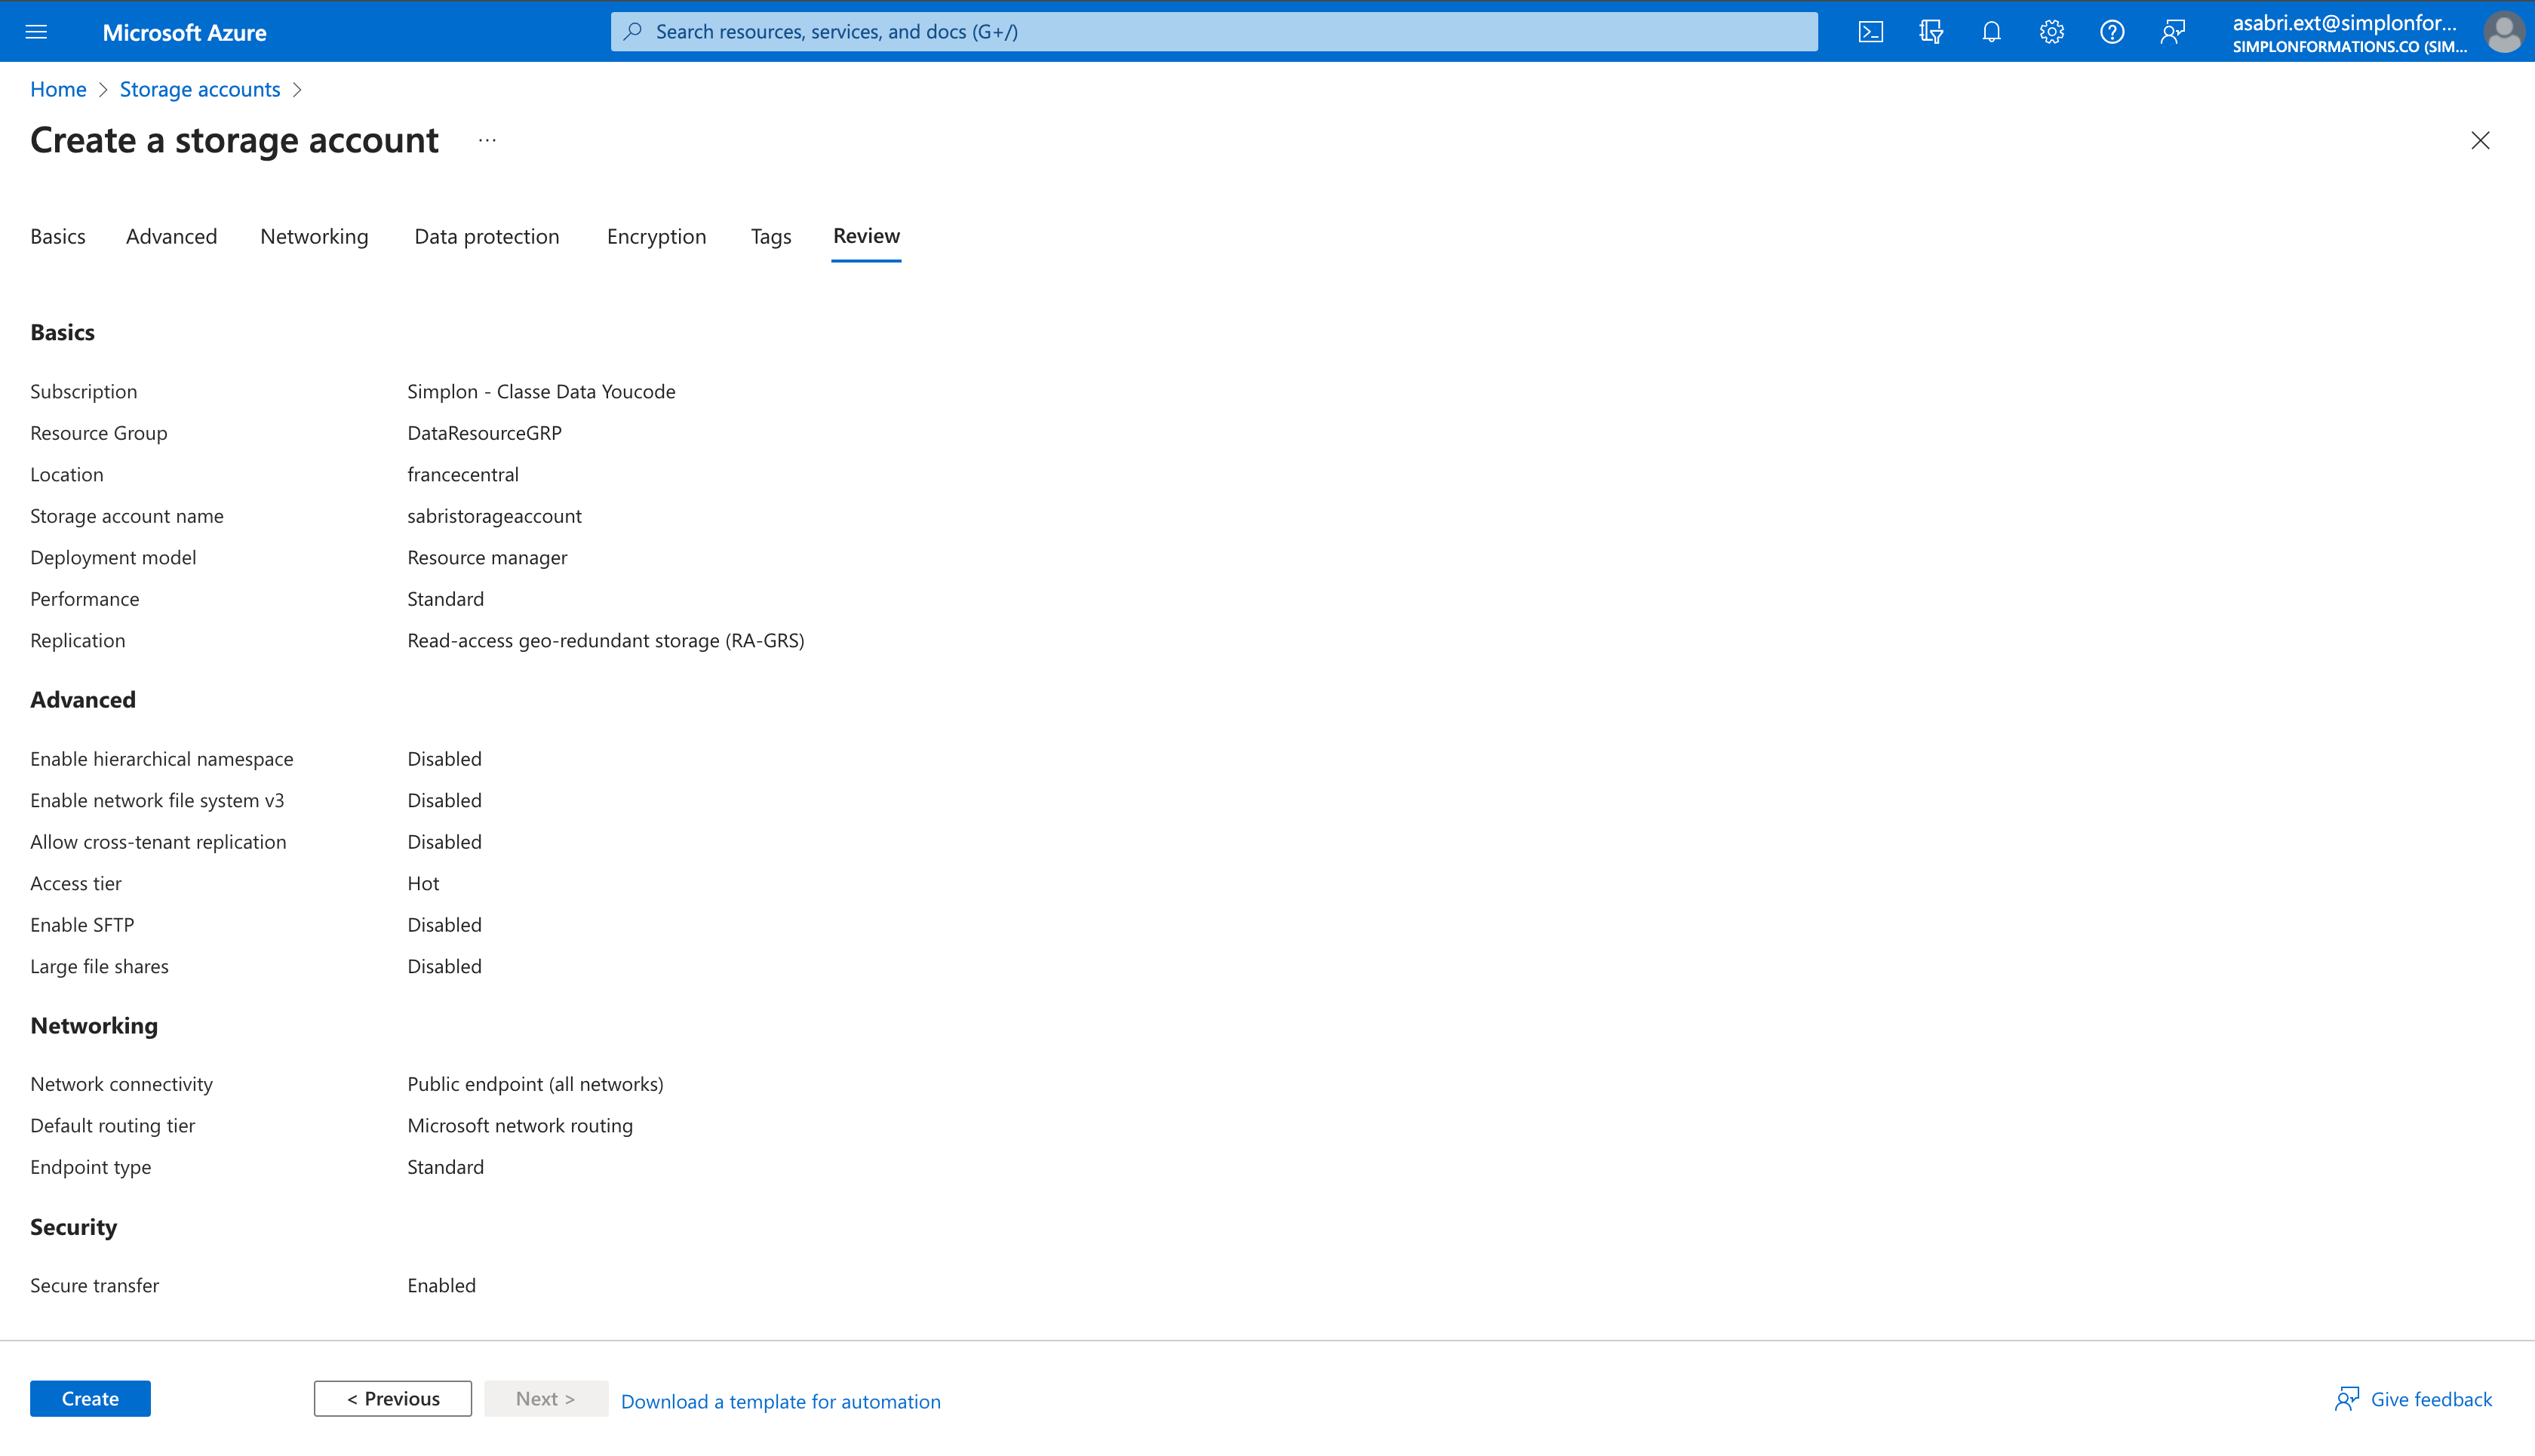 Microsoft Azure
Search resources, services, and docs (G+/)
asabri.ext@simplonfor...
SIMPLONFORMATIONS.CO (SIM...
Home > Storage accounts >
Create a storage account ...
Basics Advanced Networking Data protection Encryption Tags Review
Basics
Subscription Simplon - Classe Data Youcode
Resource Group DataResourceGRP
Location francecentral
Storage account name sabristorageaccount
Deployment model Resource manager
Performance Standard
Replication Read-access geo-redundant storage (RA-GRS)
Advanced
Enable hierarchical namespace Disabled
Enable network file system v3 Disabled
Allow cross-tenant replication Disabled
Access tier Hot
Enable SFTP Disabled
Large file shares Disabled
Networking
Network connectivity Public endpoint (all networks)
Default routing tier Microsoft network routing
Endpoint type Standard
Security
Secure transfer Enabled
Create < Previous Next > Download a template for automation Give feedback